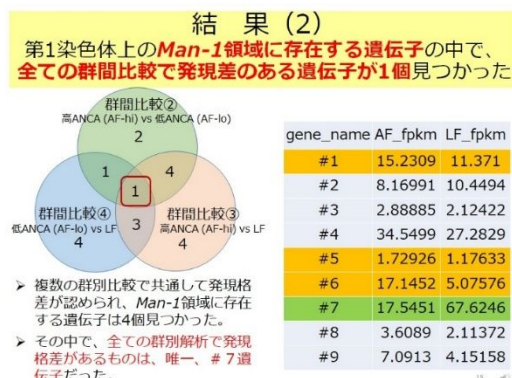 結 果(2)
第1染色体上のMan-1領域に存在する遺伝子の中で、
全ての群間比較で発現差のある遺伝子が1個見つかった
群間比較②
高ANCA (AF-hi) vs 低ANCA (AF-lo)
2
1
4
1
群間比較④
低ANCA (AF-lo) vs LF
4
3
群間比較③
高ANCA (AF-hi) vs LF
4
➤ 複数の群別比較で共通して発現
格差が認められ、Man-1領域に存在
する遺伝子は4個見つかった。
➤ その中で、全ての群別解析で発現
格差があるものは、唯一、#7遺
伝子だった。
gene_name AF_fpkm LF_fpkm
#1 15.2309 11.371
#2 8.16991 10.4494
#3 2.88885 2.12422
#4 34.5499 27.2829
#5 1.72926 1.17633
#6 17.1452 5.07576
#7 17.5451 67.6246
#8 3.6089 2.11372
#9 7.0913 4.15158